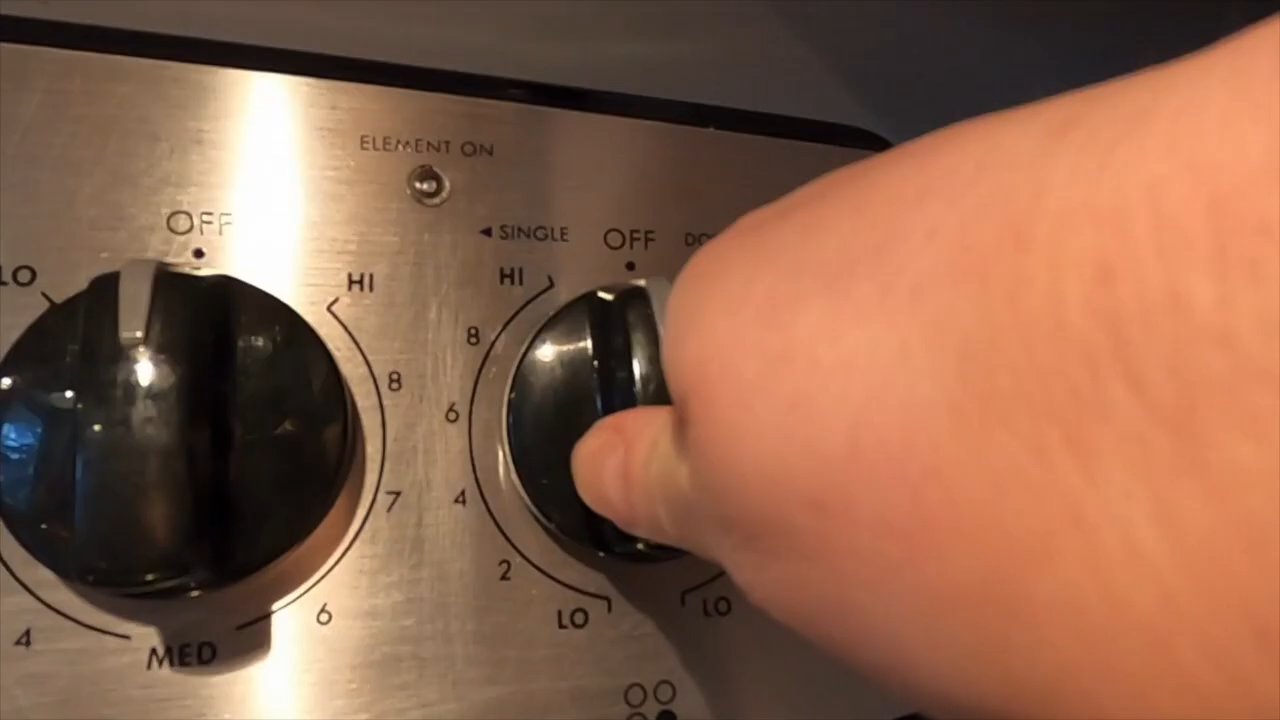 ELEMENT ON
OFF
◀ SINGLE OFF
LO
HI
HI
8
8
6
7
4
2
6
LO
LO
4
MED